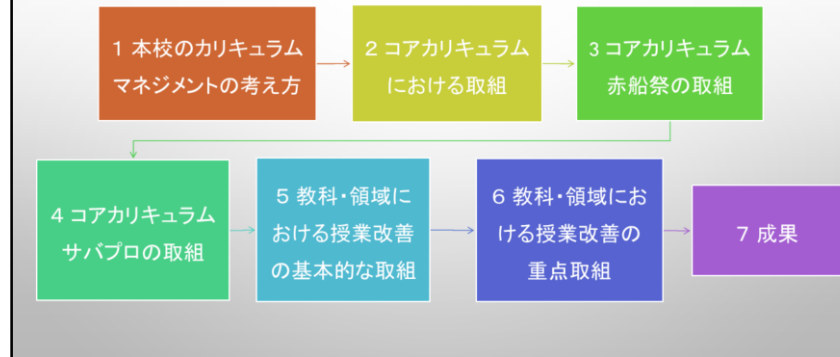 1 本校のカリキュラム
マネジメントの考え方
2 コアカリキュラム
における取組
3 コアカリキュラム
赤船祭の取組
4 コアカリキュラム
サバプロの取組
5 教科・領域に
おける授業改善
の基本的な取組
6 教科・領域にお
ける授業改善の
重点取組
7 成果